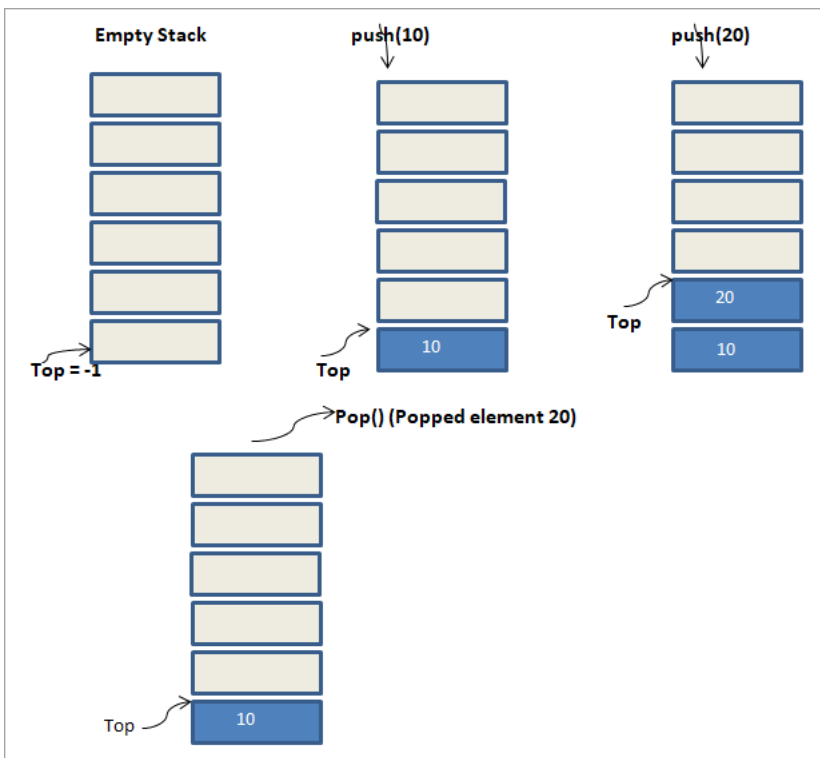 Empty Stack
push(10)
push(20)
Top = -1
Top
10
Top
20
10
Pop() (Popped element 20)
Top
10